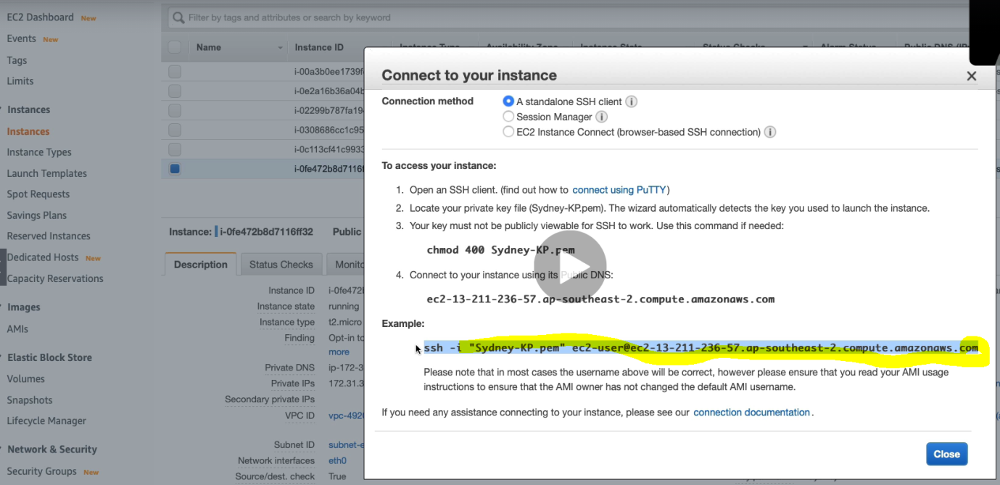 EC2 Dashboard New
Events New
Tags
Limits
Instances
Instances
Instance Types
Launch Templates
Spot Requests
Savings Plans
Reserved Instances
Dedicated Hosts New
Capacity Reservations
Images
AMIs
Elastic Block Store
Volumes
Snapshots
Lifecycle Manager
Network & Security
Security Groups New
Filter by tags and attributes or search by keyword
Name Instance ID Instance Type Availability Zone Instance State Status Checks Alarm Status Public DNS
i-00a3b0ee1739f
i-0e2a16b36a04b
i-02299b787fa19
i-0308686cc1c95
i-0c113cf41c9933
i-0fe472b8d7116f
Instance: i-0fe472b8d7116ff32 Public
Description Status Checks
Instance ID i-0fe472
Instance state running
Instance type t2.micro
Finding Opt-in to
more
Private DNS ip-172-3
Private IPs 172.31.3
Secondary private IPs
VPC ID vpc-4926
Subnet ID subnet-e
Network interfaces eth0
Source/dest. check True
Connect to your instance
Connection method A standalone SSH client
Session Manager
EC2 Instance Connect (browser-based SSH connection)
To access your instance:
1. Open an SSH client. (find out how to connect using PuTTY)
2. Locate your private key file (Sydney-KP.pem). The wizard automatically detects the key you used to launch the instance.
3. Your key must not be publicly viewable for SSH to work. Use this command if needed:
chmod 400 Sydney-KP.pem
4. Connect to your instance using its Public DNS:
ec2-13-211-236-57.ap-southeast-2.compute.amazonaws.com
Example:
ssh -i "Sydney-KP.pem" ec2-user@ec2-13-211-236-57.ap-southeast-2.compute.amazonaws.com
Please note that in most cases the username above will be correct, however please ensure that you read your AMI usage
instructions to ensure that the AMI owner has not changed the default AMI username.
If you need any assistance connecting to your instance, please see our connection documentation.
Close